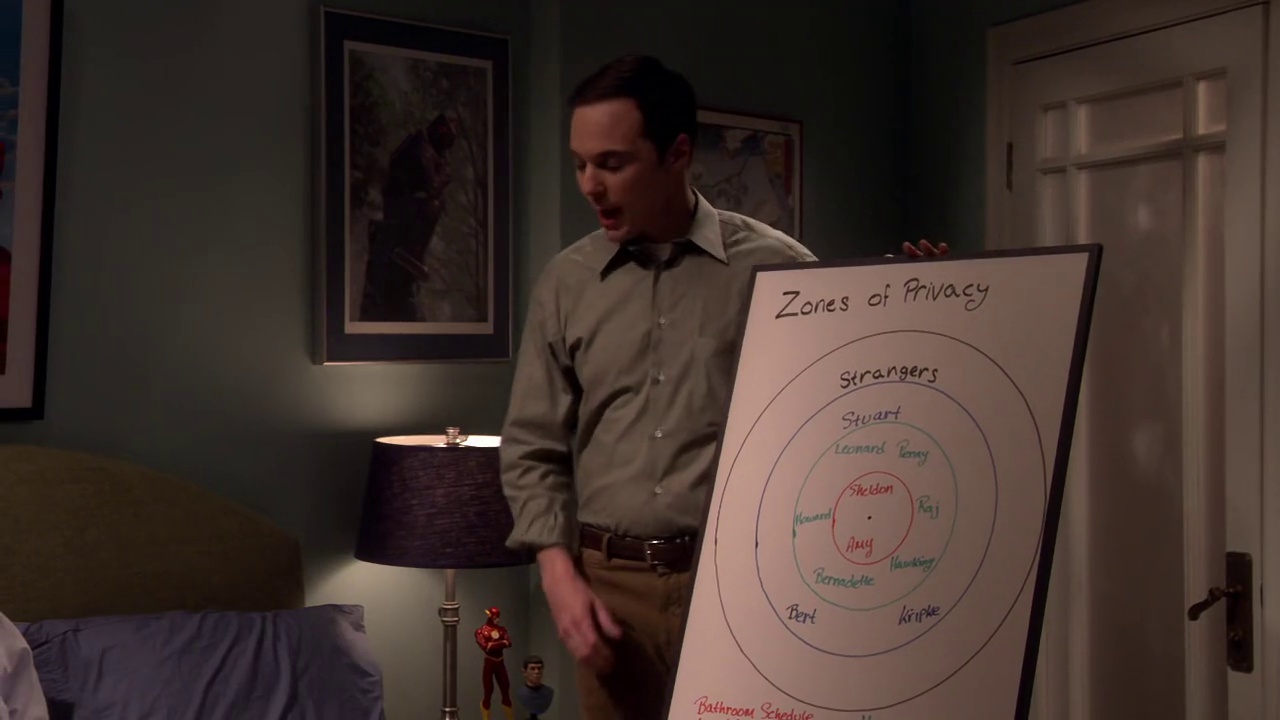 Zones of Privacy
Strangers
Stuart
Leonard Penny
Sheldon
Howard Raj
Amy
Hawking
Bernadette
Bert Kripke
Bathroom Schedule